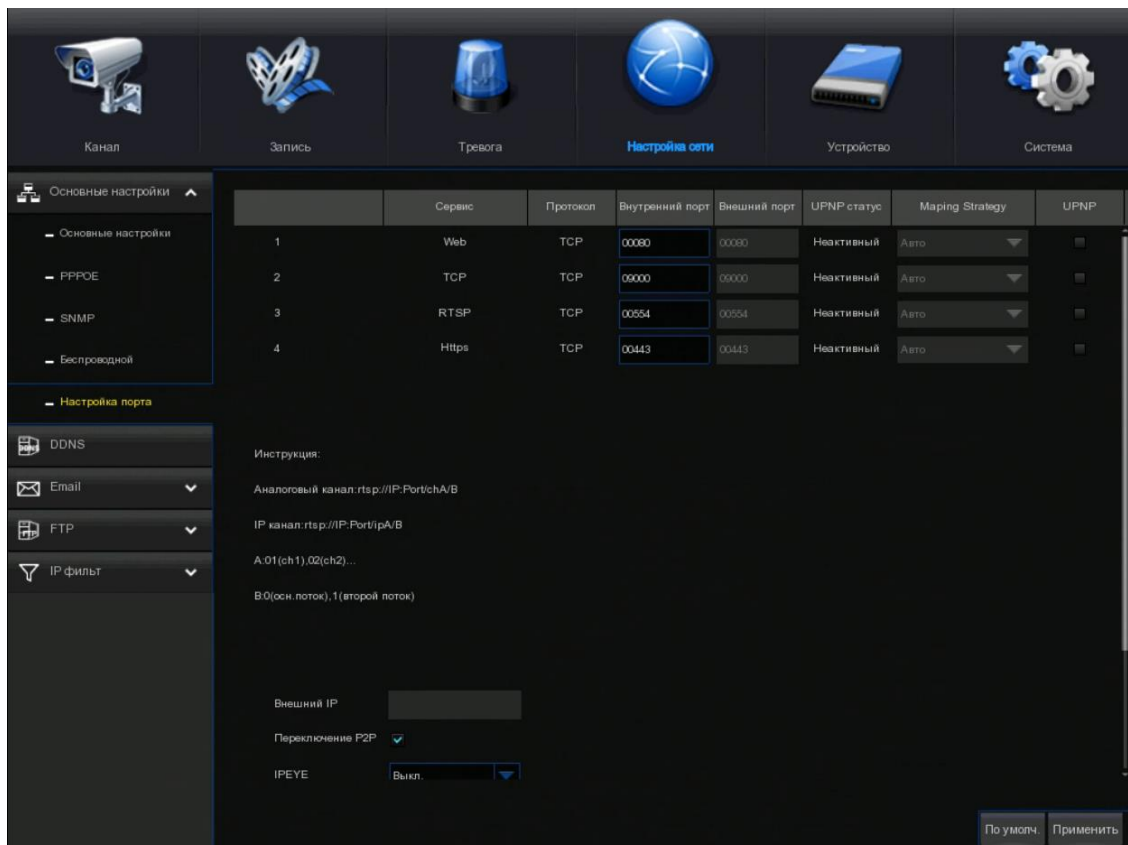 Канал Запись Тревога Настройка сети Устройство Система
Основные настройки
Основные настройки
PPPOE
SNMP
Беспроводной
Настройка порта
DDNS
Email
FTP
IP фильт
Сервис Протокол Внутренний порт Внешний порт UPNP статус Maping Strategy UPNP
1 Web TCP 00080 00080 Неактивный Авто
2 TCP TCP 09000 09000 Неактивный Авто
3 RTSP TCP 00554 00554 Неактивный Авто
4 Https TCP 00443 00443 Неактивный Авто
Инструкция:
Аналоговый канал:rtsp://IP:Port/chA/B
IP канал:rtsp://IP:Port/ipA/B
A:01(ch1),02(ch2)...
B:0(осн.поток),1(второй поток)
Внешний IP
Переключение P2P
IPEYE Выкл.
По умолч. Применить